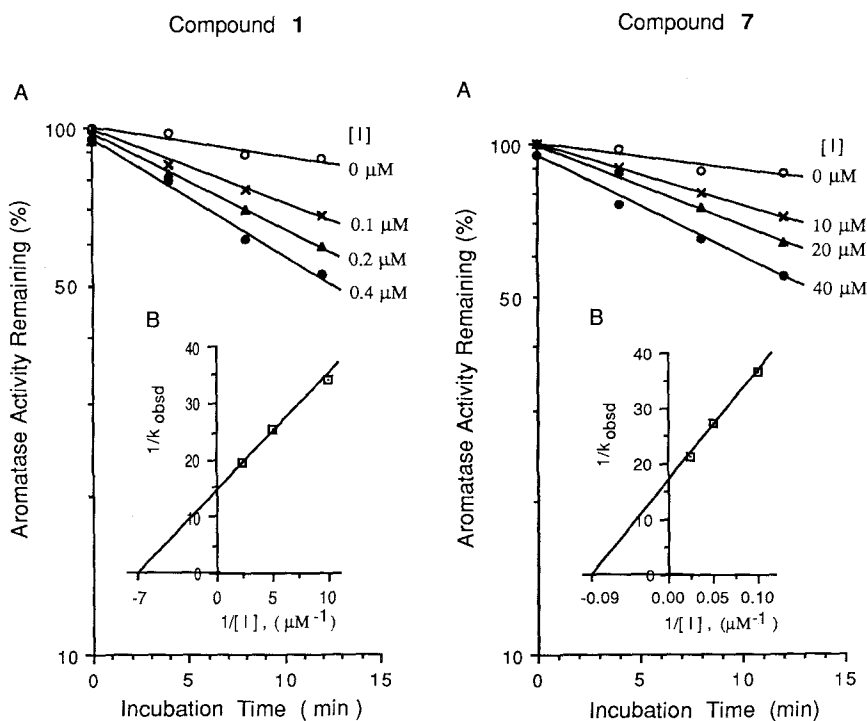 Compound 1
A
Aromatase Activity Remaining (%)
100
50
10
[I]
0 µM
0.1 µM
0.2 µM
0.4 µM
B
1/k obsd
40
30
20
10
0
-7
0
5
10
1/[I], (µM⁻¹)
0
5
10
15
Incubation Time (min)
Compound 7
A
Aromatase Activity Remaining (%)
100
50
10
[I]
0 µM
10 µM
20 µM
40 µM
B
1/k obsd
40
30
20
10
0
-0.09
0.00
0.05
0.10
1/[I], (µM⁻¹)
0
5
10
15
Incubation Time (min)